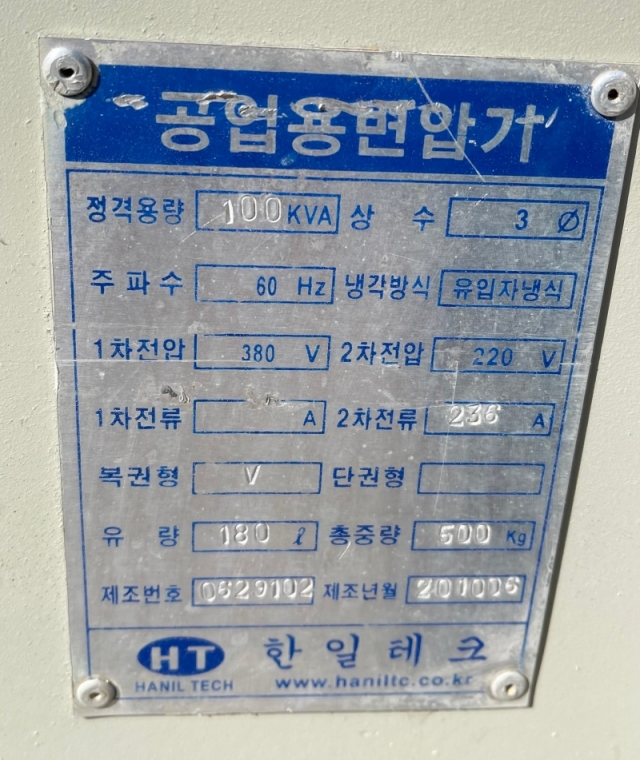 공업용변압기
정격용량 100 KVA 상 수 3 Ø
주파수 60 Hz 냉각방식 유입자냉식
1차전압 380 V 2차전압 220 V
1차전류 A 2차전류 236 A
복권형 V 단권형
유 량 180 ℓ 총중량 500 Kg
제조번호 0629102 제조년월 201006
HT 한일테크
HANIL TECH www.haniltc.co.kr